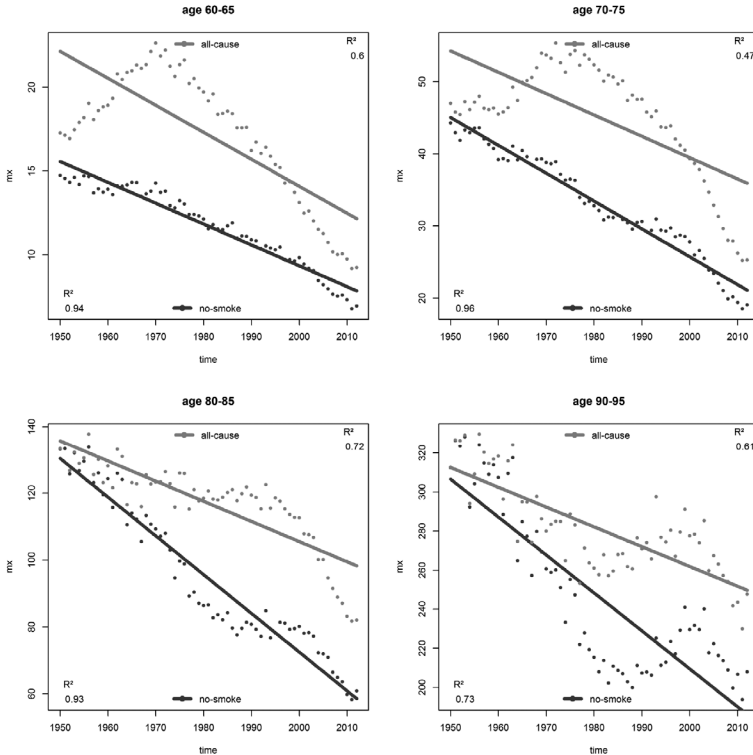 age 60-65
all-cause
R²
0.6
20
15
10
mx
R²
0.94
no-smoke
1950 1960 1970 1980 1990 2000 2010
time
age 70-75
all-cause
R²
0.47
50
40
30
20
mx
R²
0.96
no-smoke
1950 1960 1970 1980 1990 2000 2010
time
age 80-85
all-cause
R²
0.72
140
120
100
80
60
mx
R²
0.93
no-smoke
1950 1960 1970 1980 1990 2000 2010
time
age 90-95
all-cause
R²
0.61
320
300
280
260
240
220
200
mx
R²
0.73
no-smoke
1950 1960 1970 1980 1990 2000 2010
time